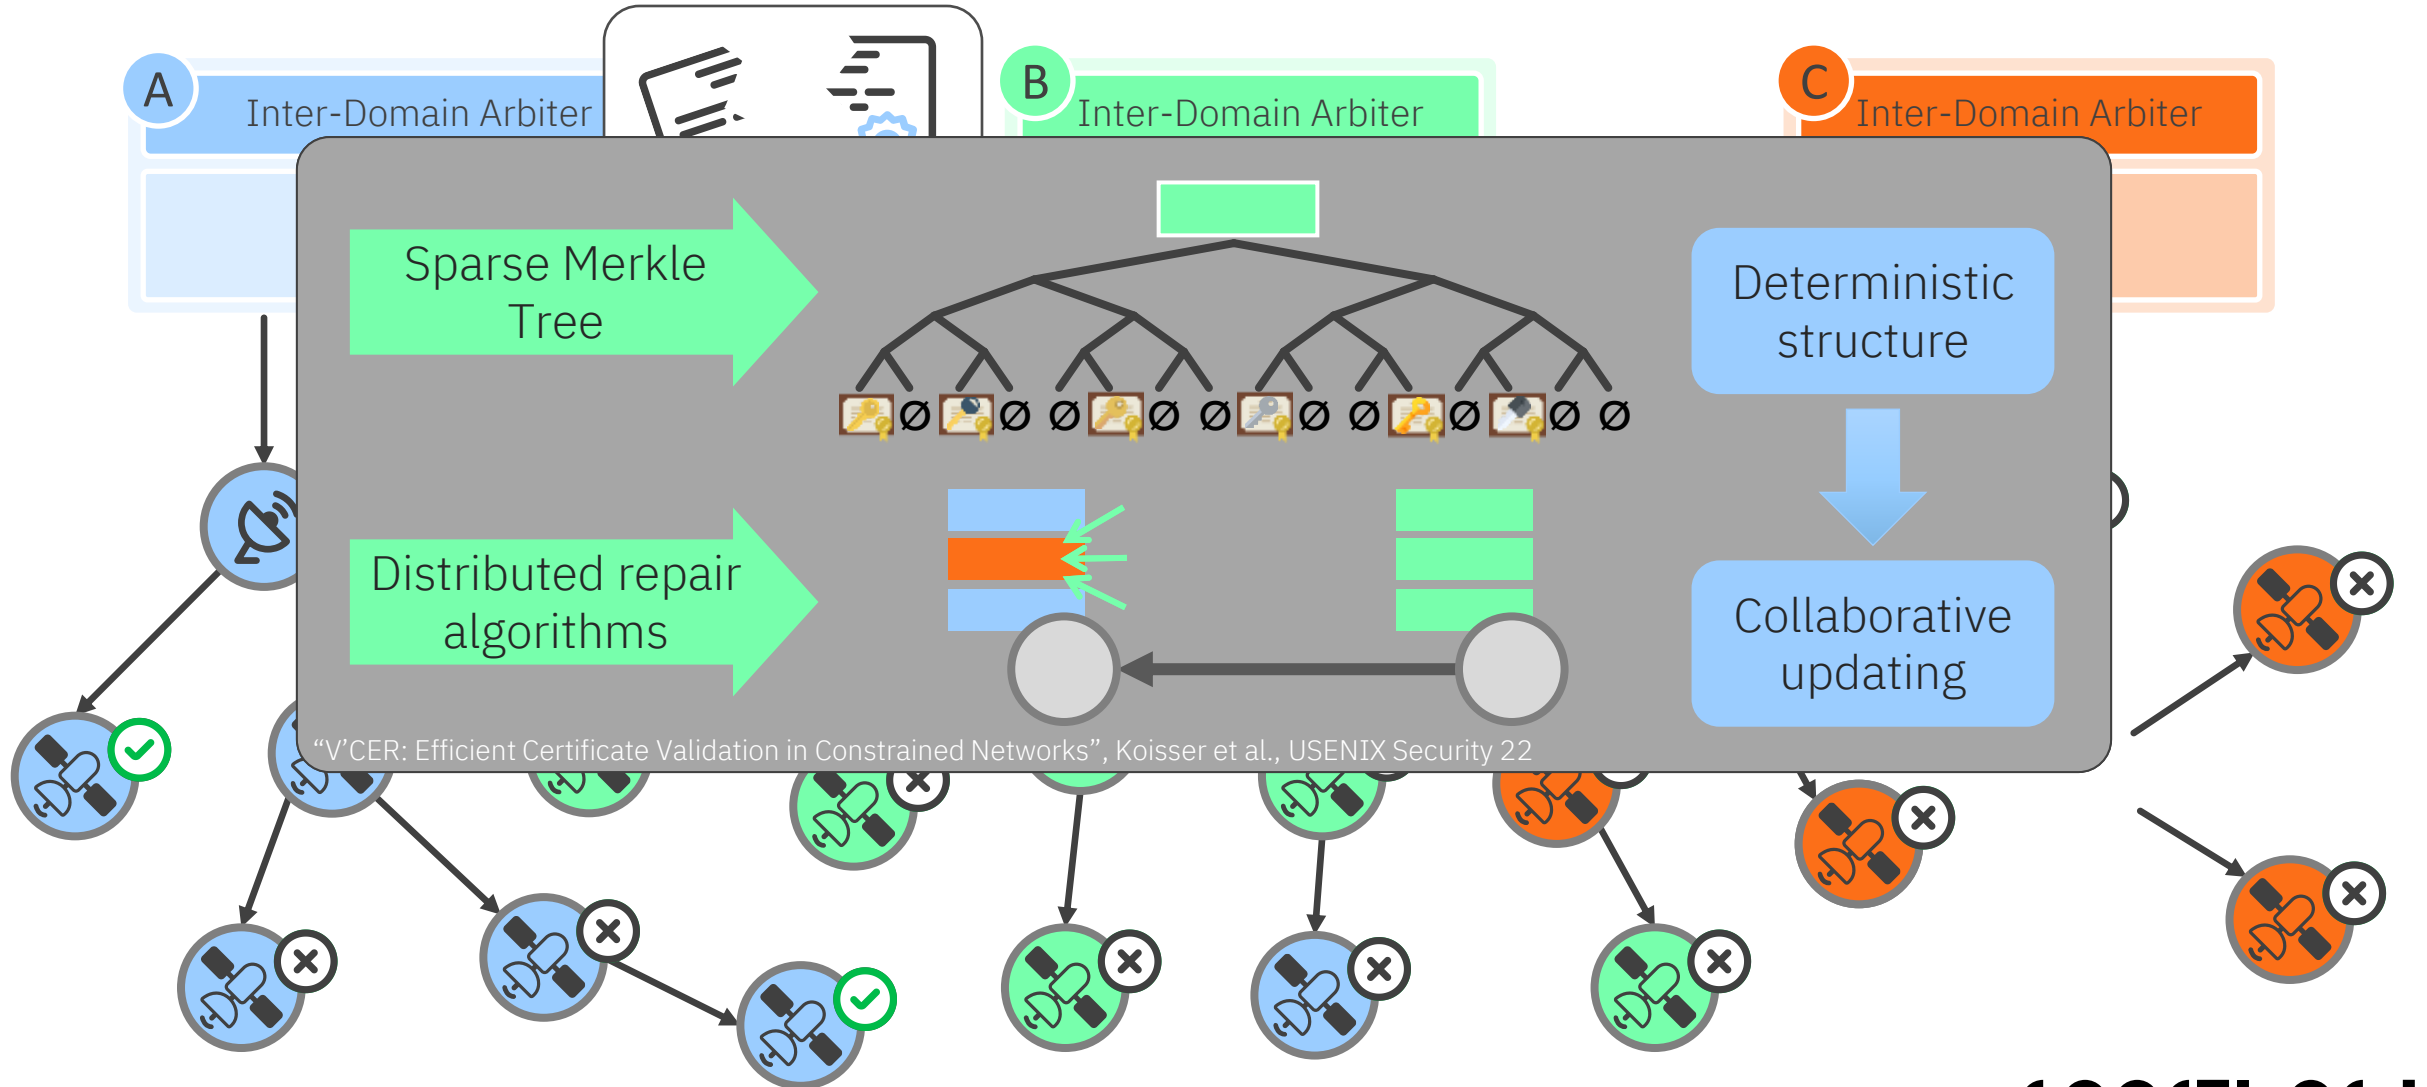 A
Inter-Domain Arbiter
B
Inter-Domain Arbiter
C
Inter-Domain Arbiter
Sparse Merkle
Tree
Deterministic
structure
Ø Ø Ø Ø Ø Ø Ø Ø Ø Ø
Distributed repair
algorithms
Collaborative
updating
“V’CER: Efficient Certificate Validation in Constrained Networks”, Koisser et al., USENIX Security 22